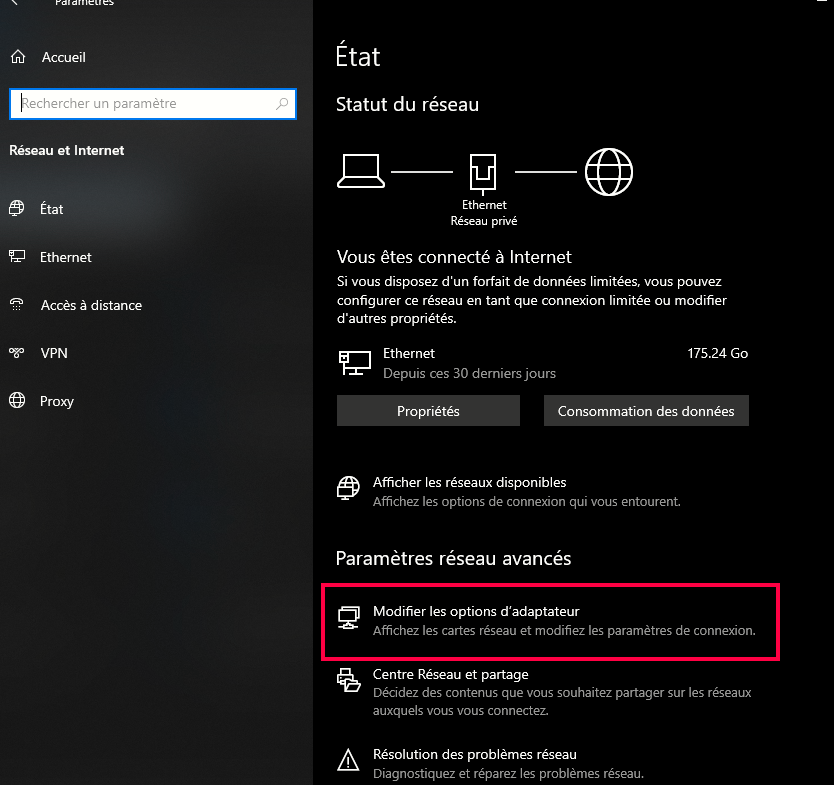 Paramètres
Accueil
Rechercher un paramètre
Réseau et Internet
État
Ethernet
Accès à distance
VPN
Proxy
État
Statut du réseau
Ethernet
Réseau privé
Vous êtes connecté à Internet
Si vous disposez d'un forfait de données limitées, vous pouvez
configurer ce réseau en tant que connexion limitée ou modifier
d'autres propriétés.
Ethernet
175.24 Go
Depuis ces 30 derniers jours
Propriétés
Consommation des données
Afficher les réseaux disponibles
Affichez les options de connexion qui vous entourent.
Paramètres réseau avancés
Modifier les options d’adaptateur
Affichez les cartes réseau et modifiez les paramètres de connexion.
Centre Réseau et partage
Décidez des contenus que vous souhaitez partager sur les réseaux
auxquels vous vous connectez.
Résolution des problèmes réseau
Diagnostiquez et réparez les problèmes réseau.